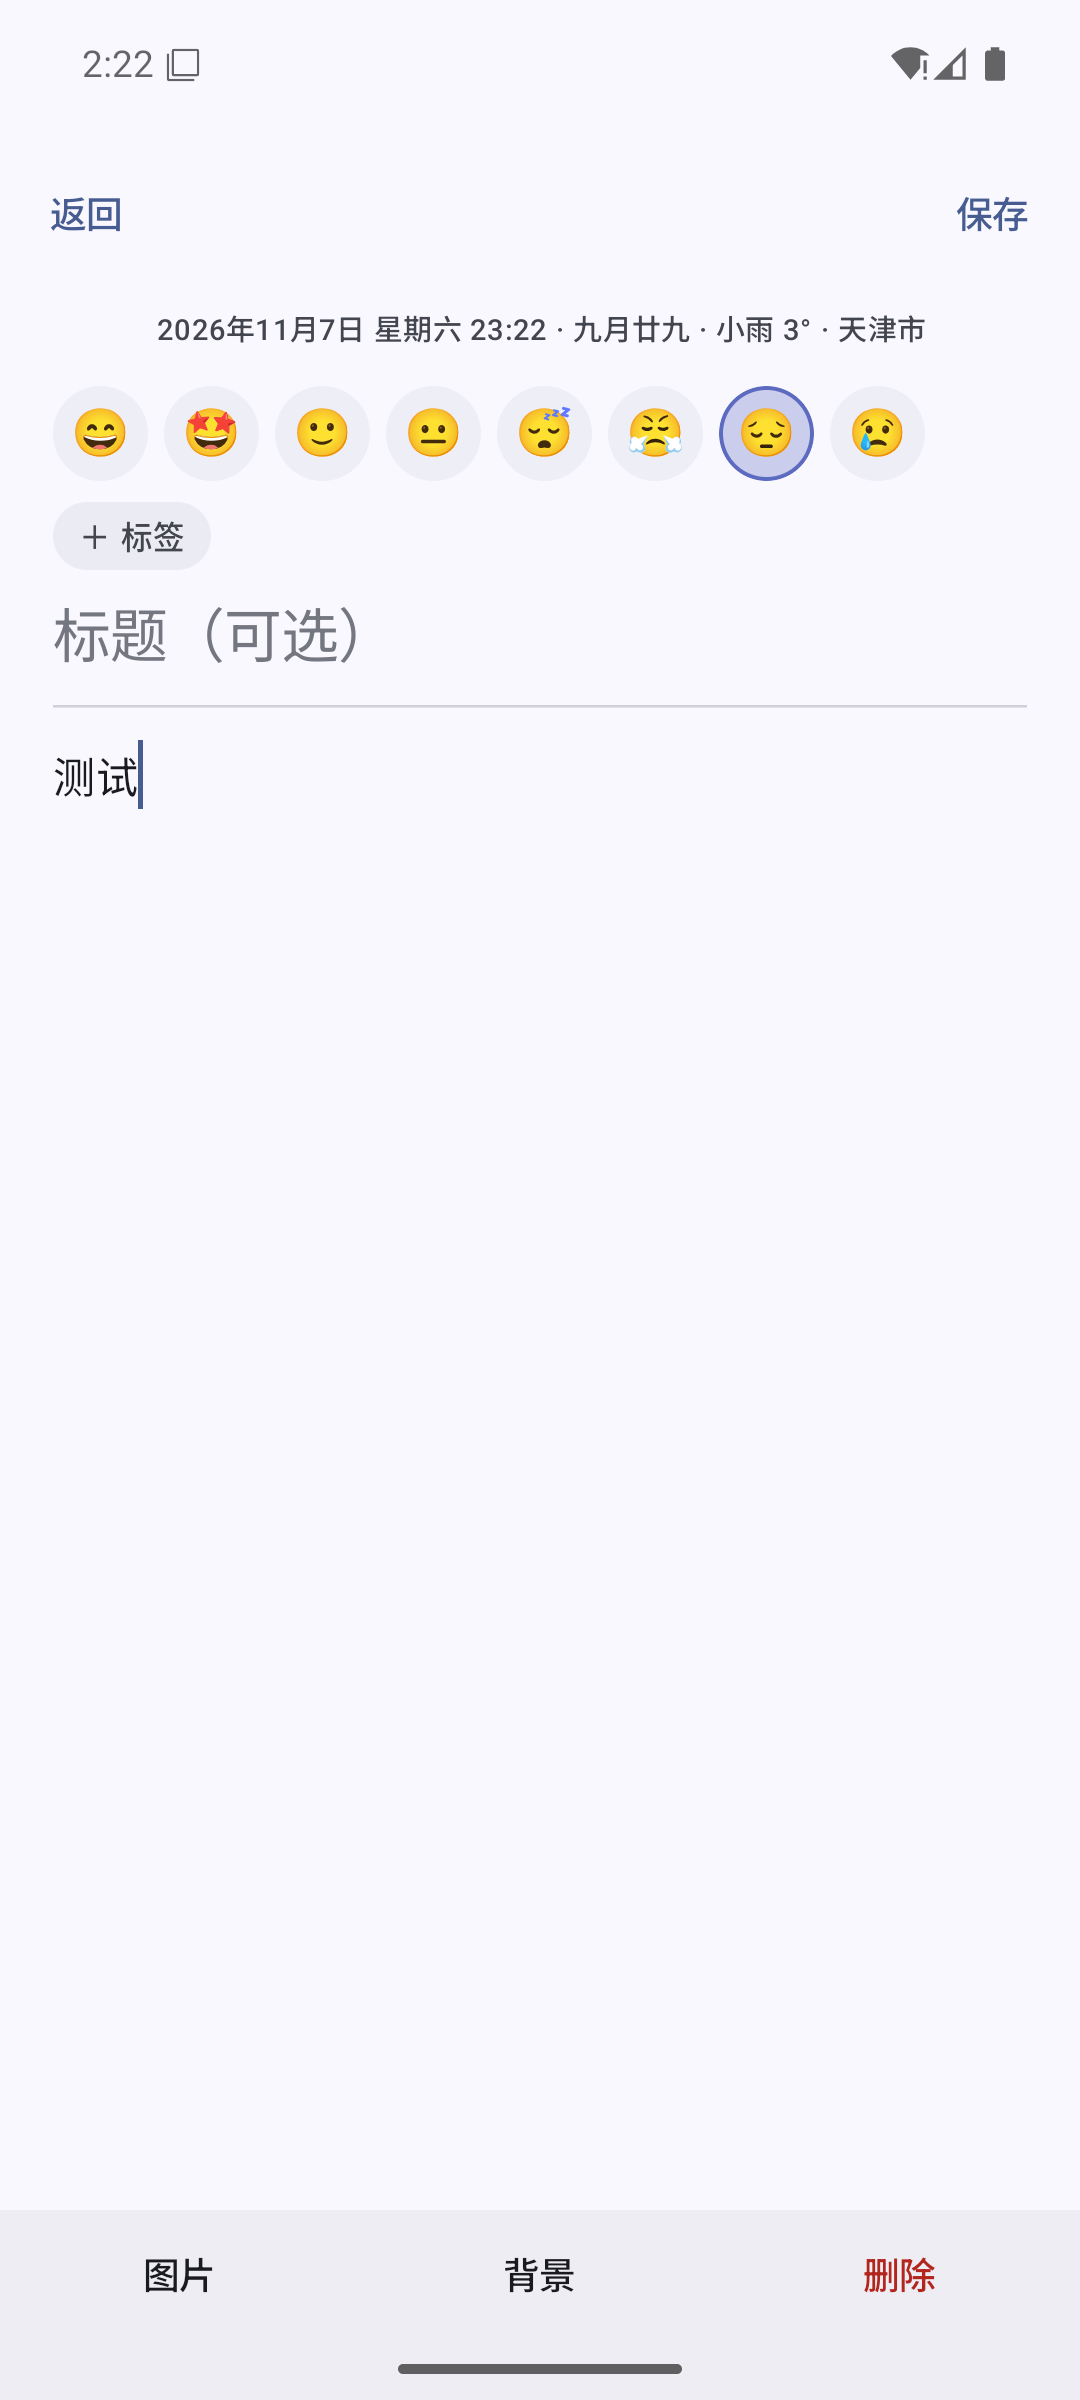 2:22
返回 保存
2026年11月7日 星期六 23:22 · 九月廿九 · 小雨 3° · 天津市
+ 标签
标题（可选）
测试
图片 背景 删除